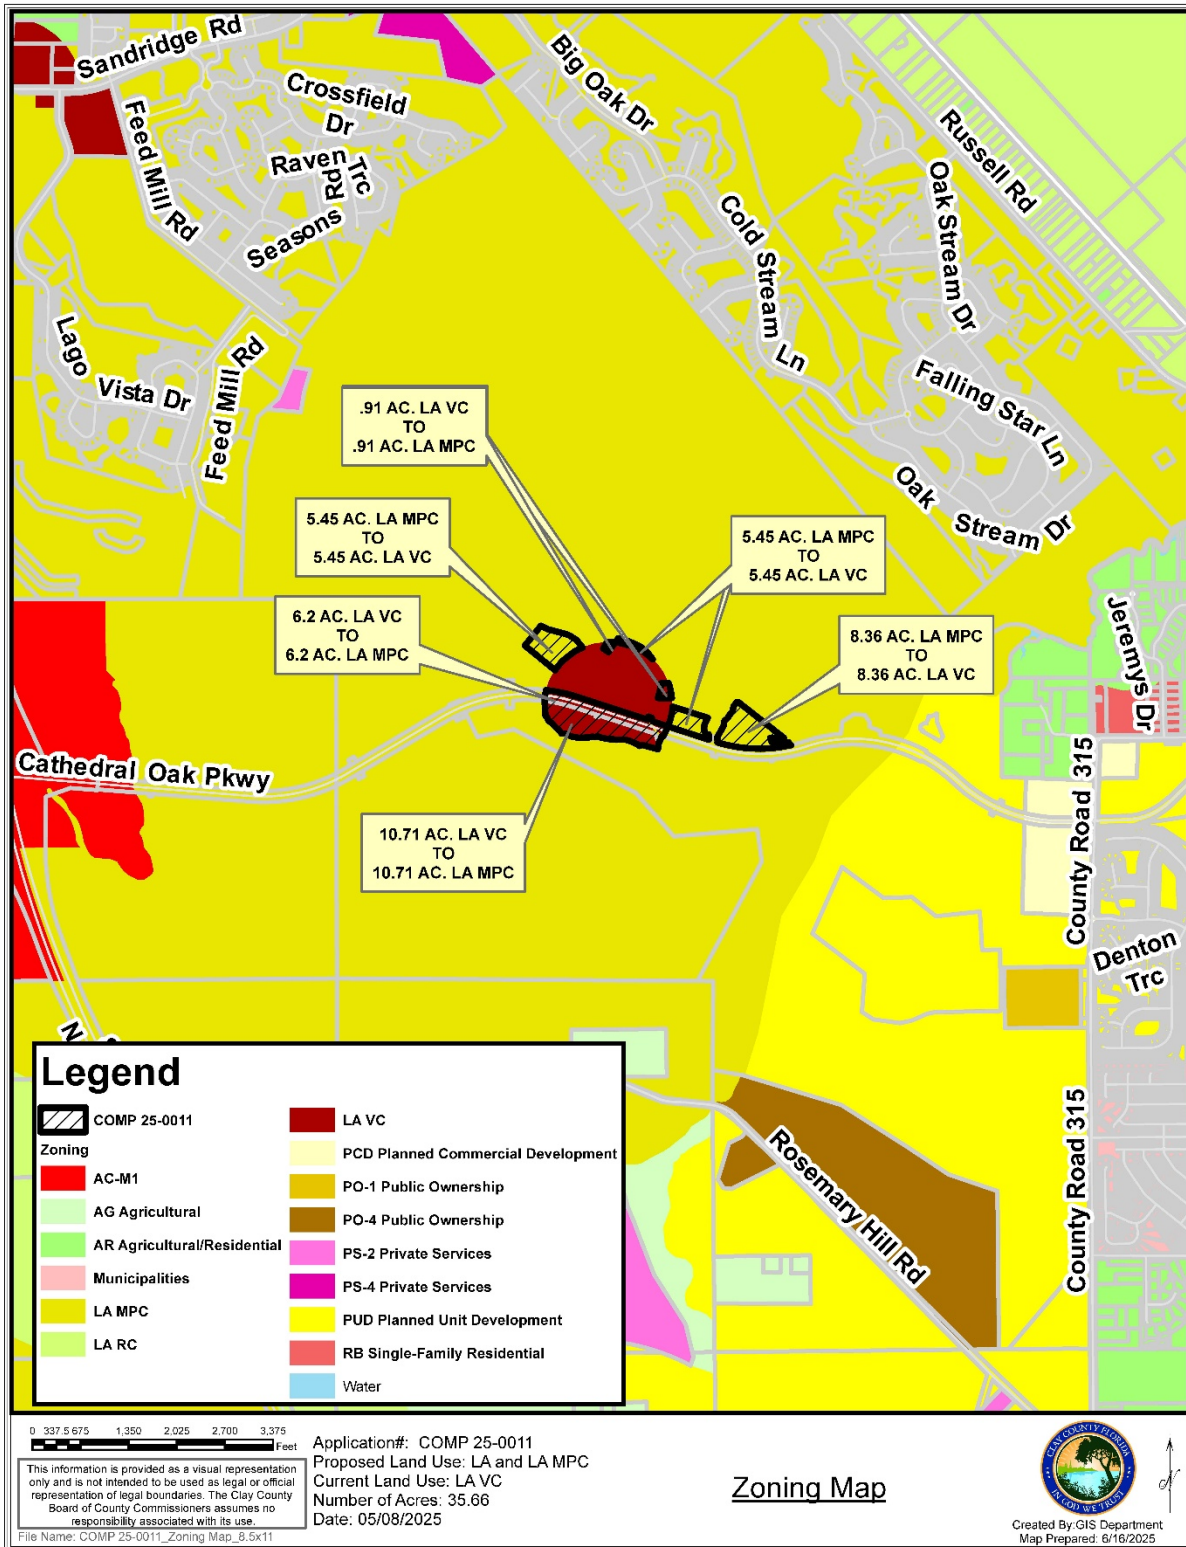 Sandridge Rd
Crossfield
Dr
Raven Trc
Seasons Rdg
Feed Mill Rd
Lago
Vista Dr
Feed Mill Rd
Big Oak Dr
Cold Stream
Ln
Russell Rd
Oak Stream Dr
Falling Star Ln
Oak Stream Dr
.91 AC. LA VC
TO
.91 AC. LA MPC
5.45 AC. LA MPC
TO
5.45 AC. LA VC
5.45 AC. LA MPC
TO
5.45 AC. LA VC
6.2 AC. LA VC
TO
6.2 AC. LA MPC
8.36 AC. LA MPC
TO
8.36 AC. LA VC
Jeremys Dr
Cathedral Oak Pkwy
10.71 AC. LA VC
TO
10.71 AC. LA MPC
County Road 315
Denton
Trc
N
County Road 315
Rosemary Hill Rd
Legend
COMP 25-0011
Zoning
AC-M1
AG Agricultural
AR Agricultural/Residential
Municipalities
LA MPC
LA RC
LA VC
PCD Planned Commercial Development
PO-1 Public Ownership
PO-4 Public Ownership
PS-2 Private Services
PS-4 Private Services
PUD Planned Unit Development
RB Single-Family Residential
Water
0 337.5 675 1,350 2,025 2,700 3,375
Feet
This information is provided as a visual representation
only and is not intended to be used as legal or official
representation of legal boundaries. The Clay County
Board of County Commissioners assumes no
responsibility associated with its use.
File Name: COMP 25-0011_Zoning Map_8.5x11
Application#: COMP 25-0011
Proposed Land Use: LA and LA MPC
Current Land Use: LA VC
Number of Acres: 35.66
Date: 05/08/2025
Zoning Map
CLAY COUNTY FLORIDA
IN GOD WE TRUST
N
Created By:GIS Department
Map Prepared: 6/16/2025